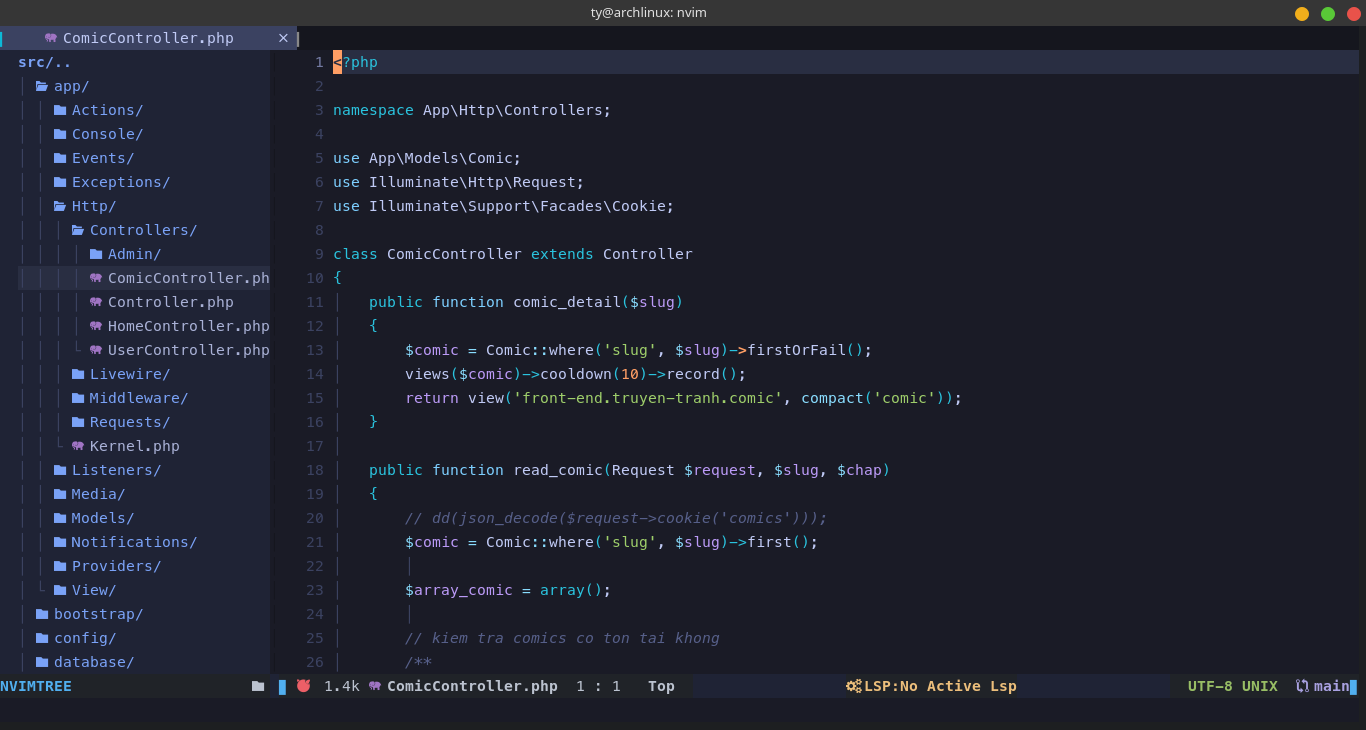 ty@archlinux: nvim
ComicController.php ×
src/..
app/
Actions/
Console/
Events/
Exceptions/
Http/
Controllers/
Admin/
ComicController.ph
Controller.php
HomeController.php
UserController.php
Livewire/
Middleware/
Requests/
Kernel.php
Listeners/
Media/
Models/
Notifications/
Providers/
View/
bootstrap/
config/
database/
1 <?php
2
3 namespace App\Http\Controllers;
4
5 use App\Models\Comic;
6 use Illuminate\Http\Request;
7 use Illuminate\Support\Facades\Cookie;
8
9 class ComicController extends Controller
10 {
11     public function comic_detail($slug)
12     {
13         $comic = Comic::where('slug', $slug)->firstOrFail();
14         views($comic)->cooldown(10)->record();
15         return view('front-end.truyen-tranh.comic', compact('comic'));
16     }
17
18     public function read_comic(Request $request, $slug, $chap)
19     {
20         // dd(json_decode($request->cookie('comics')));
21         $comic = Comic::where('slug', $slug)->first();
22
23         $array_comic = array();
24
25         // kiem tra comics co ton tai khong
26         /**
NVIMTREE 1.4k ComicController.php 1 : 1 Top LSP:No Active Lsp UTF-8 UNIX main